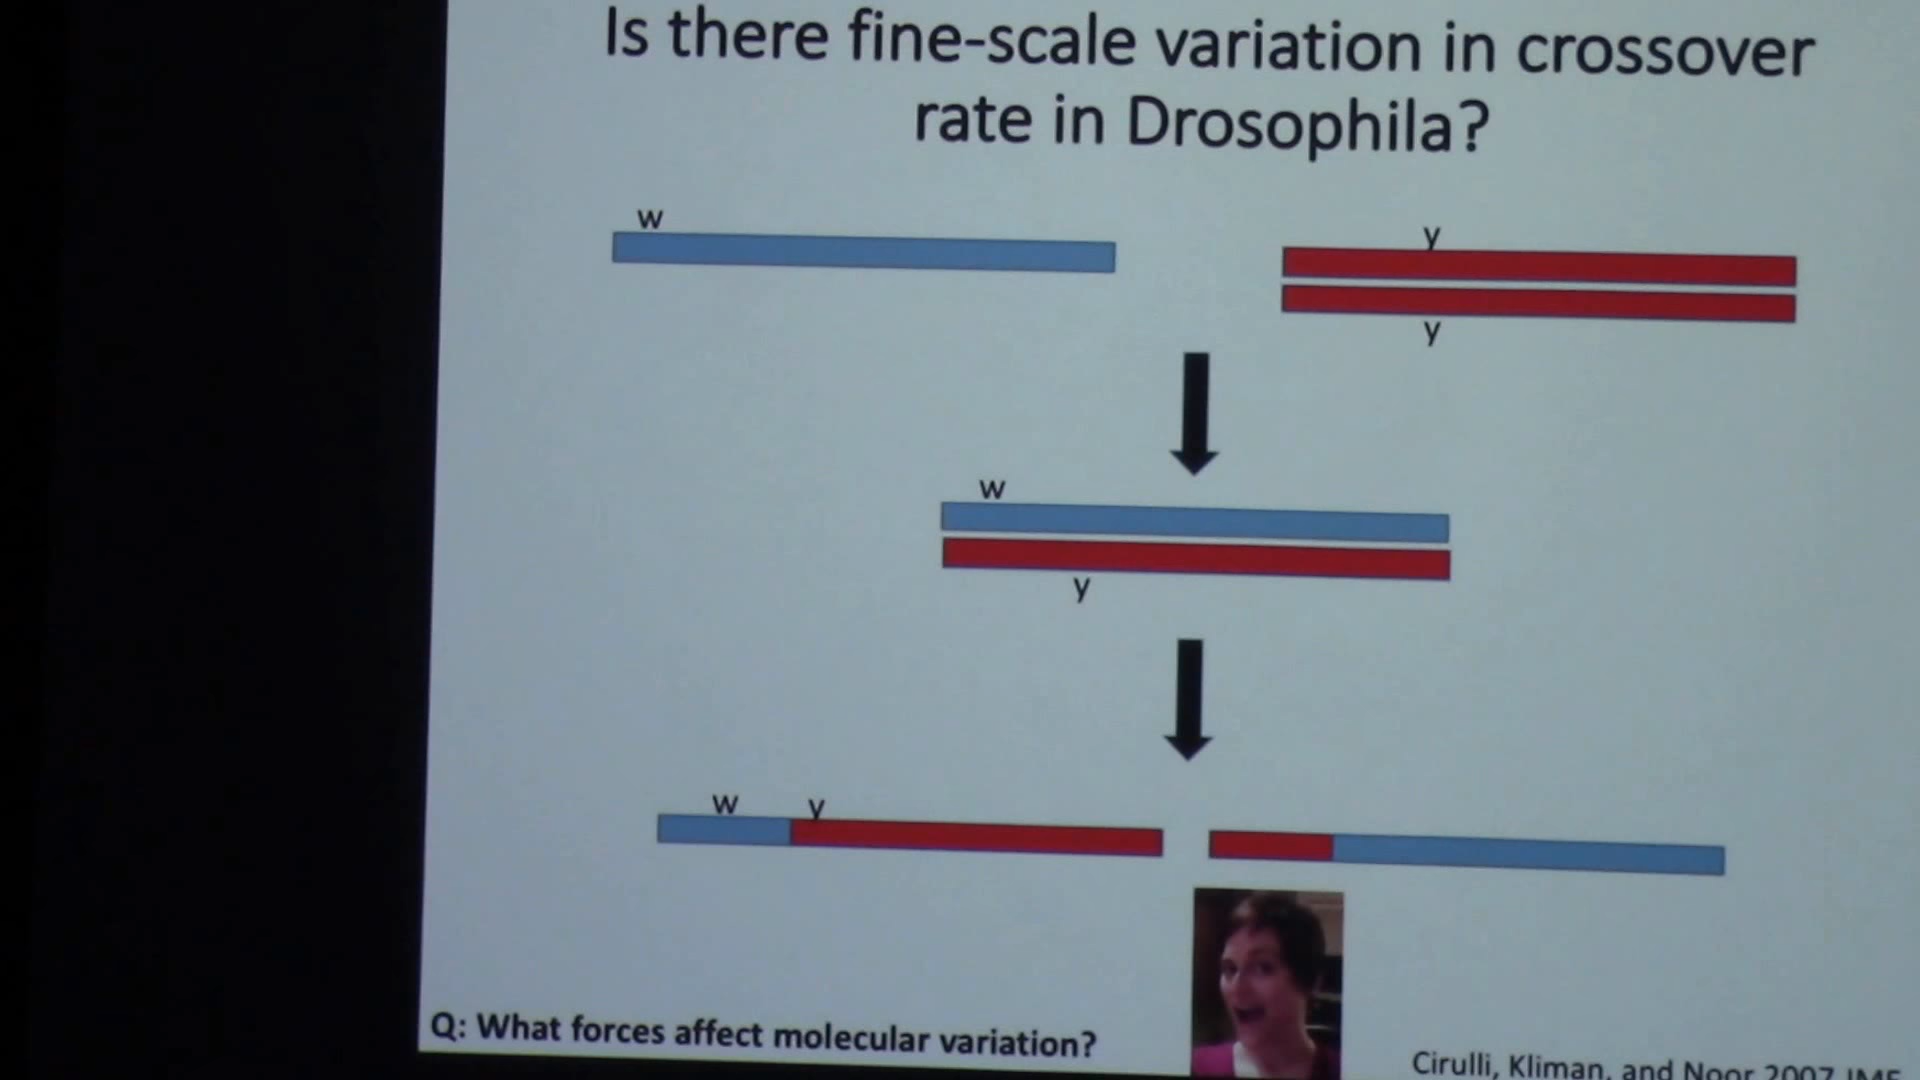 Is there fine-scale variation in crossover
rate in Drosophila?
w
y
y
w
y
w y
Q: What forces affect molecular variation?
Cirulli, Kliman, and Noor 2007